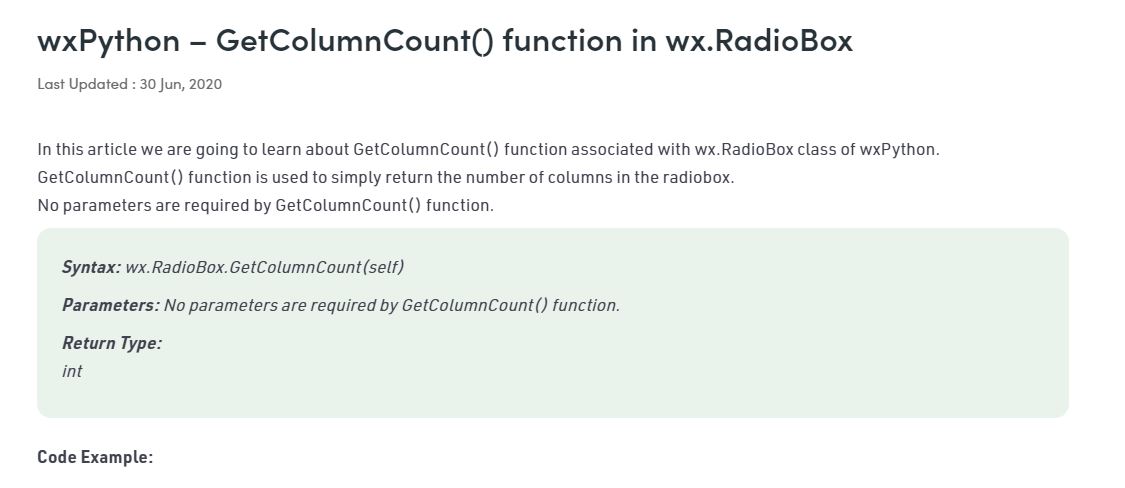 wxPython – GetColumnCount() function in wx.RadioBox
Last Updated : 30 Jun, 2020
In this article we are going to learn about GetColumnCount() function associated with wx.RadioBox class of wxPython.
GetColumnCount() function is used to simply return the number of columns in the radiobox.
No parameters are required by GetColumnCount() function.
Syntax: wx.RadioBox.GetColumnCount(self)
Parameters: No parameters are required by GetColumnCount() function.
Return Type:
int
Code Example: